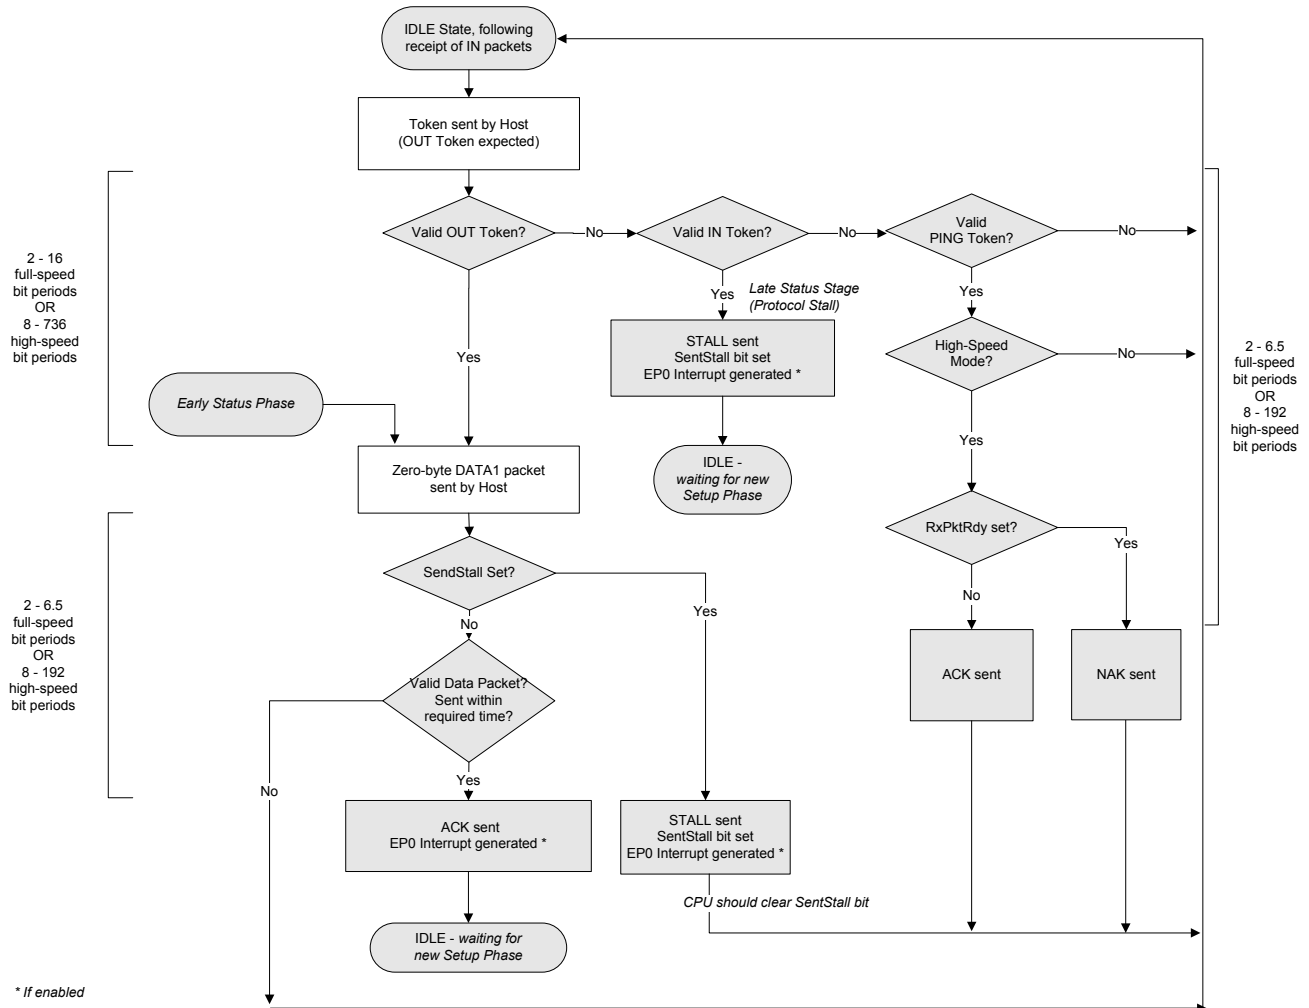 IDLE State, following
receipt of IN packets
Token sent by Host
(OUT Token expected)
Valid OUT Token?
No
Valid IN Token?
No
Valid
PING Token?
No
2 - 16
full-speed
bit periods
OR
8 - 736
high-speed
bit periods
Yes
Late Status Stage
(Protocol Stall)
Yes
Yes
STALL sent
SentStall bit set
EP0 Interrupt generated *
High-Speed
Mode?
No
2 - 6.5
full-speed
bit periods
OR
8 - 192
high-speed
bit periods
Early Status Phase
Yes
Zero-byte DATA1 packet
sent by Host
IDLE -
waiting for new
Setup Phase
RxPktRdy set?
Yes
No
SendStall Set?
Yes
No
2 - 6.5
full-speed
bit periods
OR
8 - 192
high-speed
bit periods
Valid Data Packet?
Sent within
required time?
ACK sent
NAK sent
No
Yes
ACK sent
EP0 Interrupt generated *
STALL sent
SentStall bit set
EP0 Interrupt generated *
CPU should clear SentStall bit
IDLE - waiting for
new Setup Phase
* If enabled